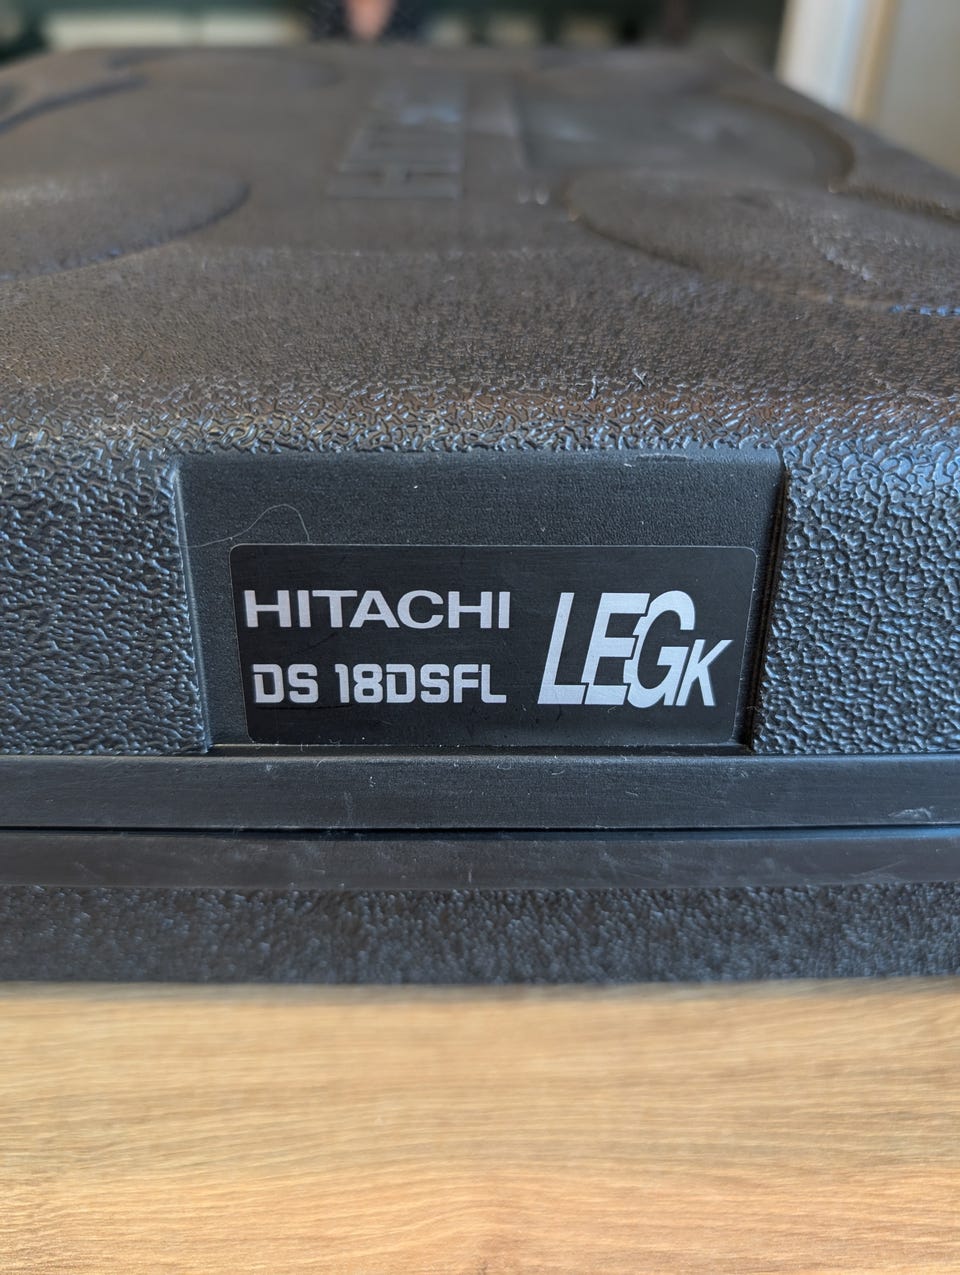 HITACHI
DS 18DSFL
LEGK